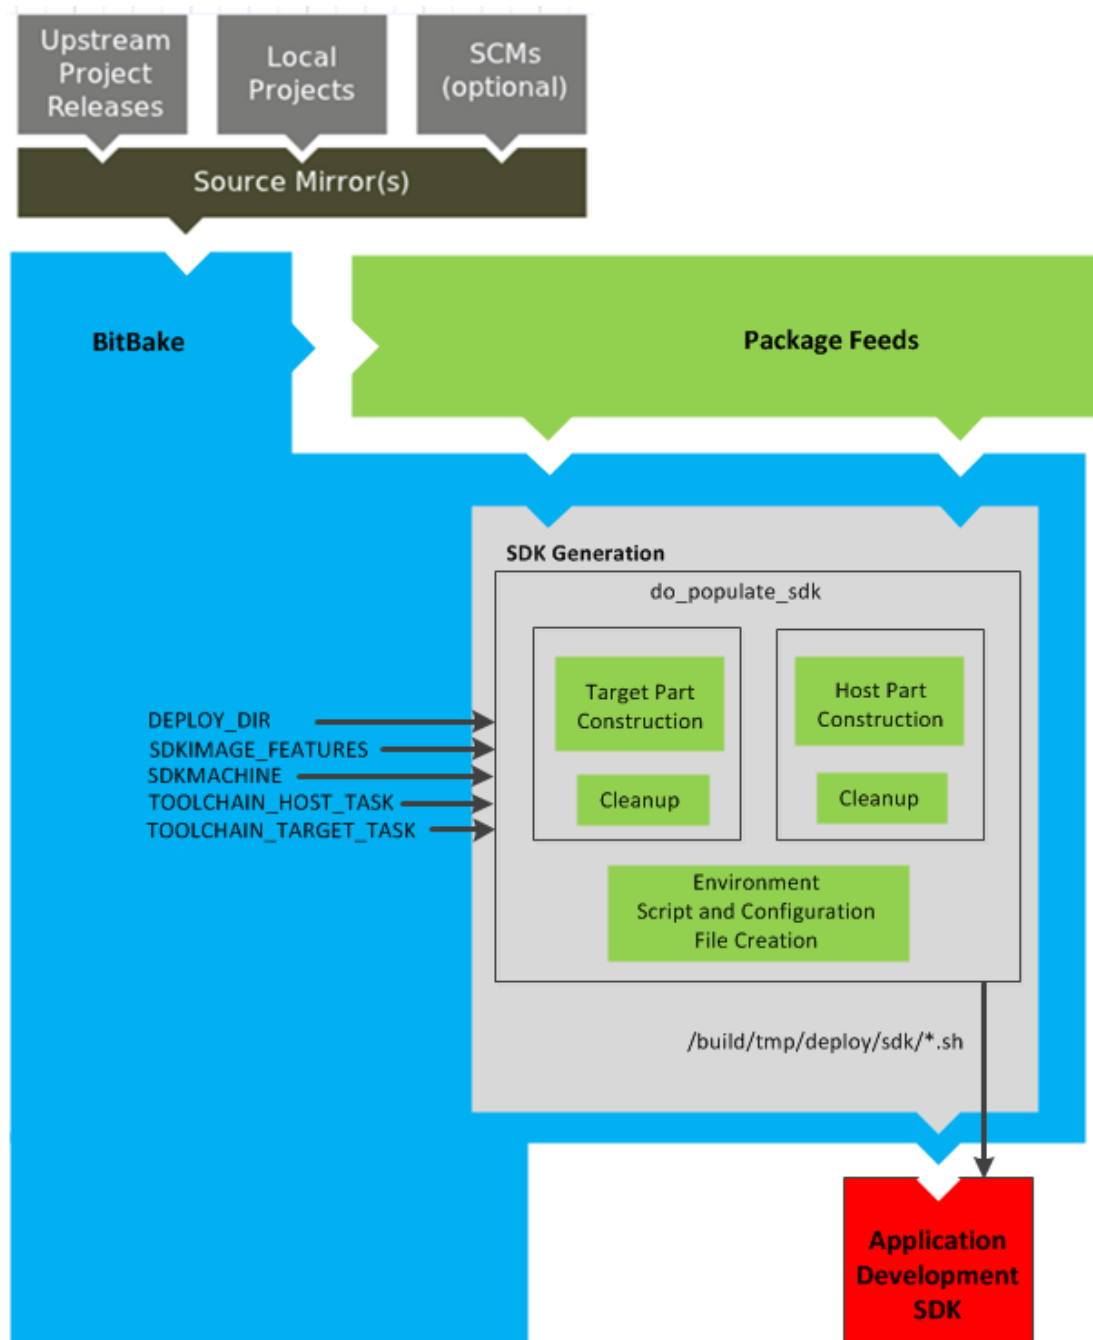 Upstream
Project
Releases
Local
Projects
SCMs
(optional)
Source Mirror(s)
BitBake
Package Feeds
SDK Generation
do_populate_sdk
Target Part
Construction
Host Part
Construction
Cleanup
Cleanup
DEPLOY_DIR
SDKIMAGE_FEATURES
SDKMACHINE
TOOLCHAIN_HOST_TASK
TOOLCHAIN_TARGET_TASK
Environment
Script and Configuration
File Creation
/build/tmp/deploy/sdk/*.sh
Application
Development
SDK